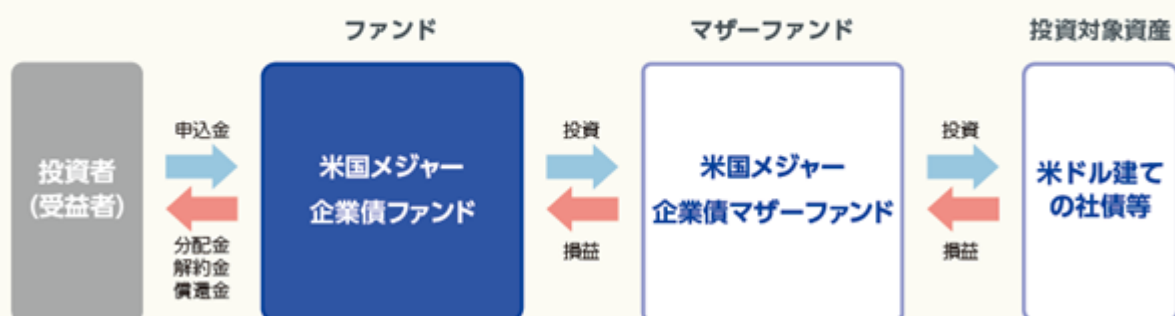 ファンド
マザーファンド
投資対象資産
投資者
(受益者)
申込金
分配金
解約金
償還金
米国メジャー
企業債ファンド
投資
損益
米国メジャー
企業債マザーファンド
投資
損益
米ドル建て
の社債等